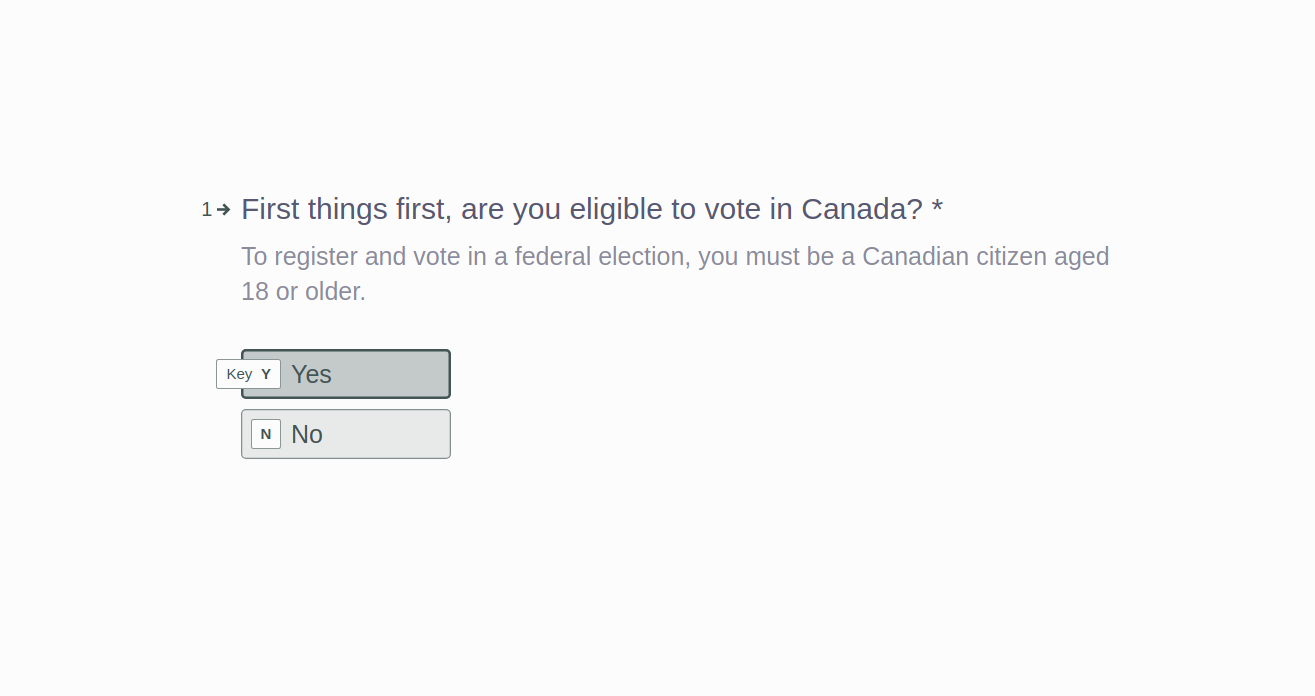 1 First things first, are you eligible to vote in Canada? *
To register and vote in a federal election, you must be a Canadian citizen aged
18 or older.
Key Y Yes
N No